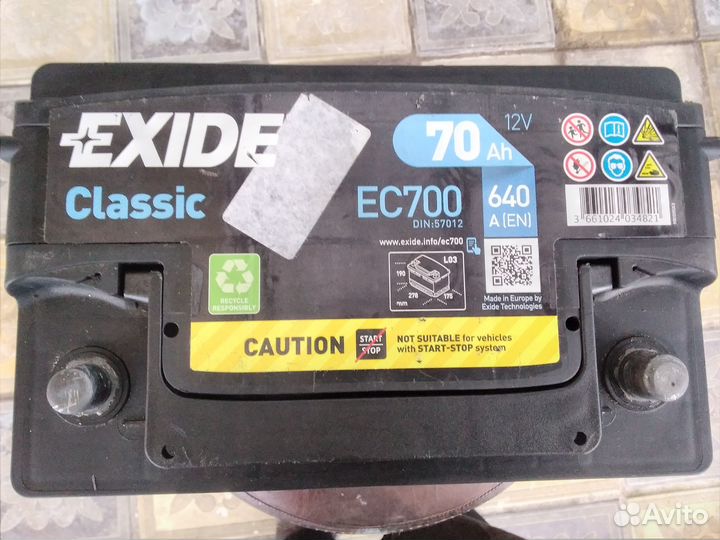 EXIDE
Classic
70 Ah
12V
EC700
DIN:57012
640
A (EN)
www.exide.info/ec700
L03
190
278
175
mm
3 661024 034821
Made in Europe by
Exide Technologies
RECYCLE
RESPONSIBLY
CAUTION
START
STOP
NOT SUITABLE for vehicles
with START-STOP system
Avito